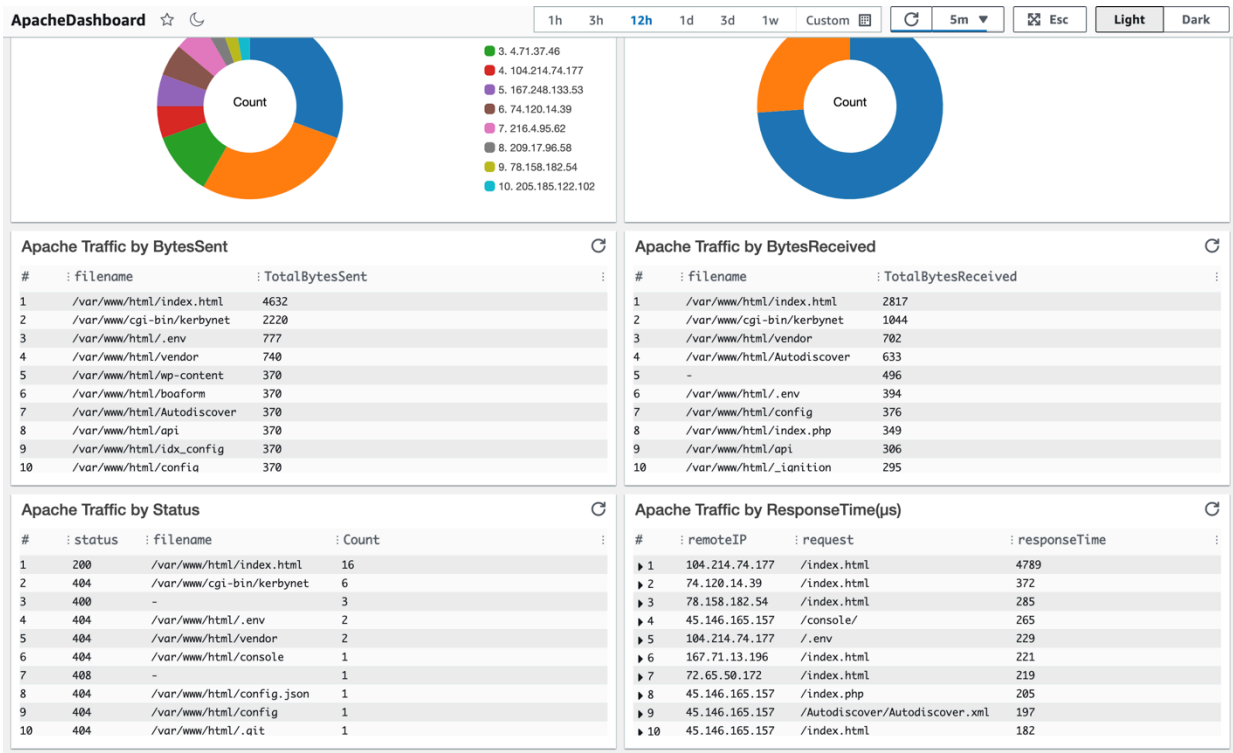 ApacheDashboard
1h 3h 12h 1d 3d 1w Custom 5m Esc Light Dark
Count
3. 4.71.37.46
4. 104.214.74.177
5. 167.248.133.53
6. 74.120.14.39
7. 216.4.95.62
8. 209.17.96.58
9. 78.158.182.54
10. 205.185.122.102
Count
Apache Traffic by BytesSent
# filename TotalBytesSent
1 /var/www/html/index.html 4632
2 /var/www/cgi-bin/kerbynet 2220
3 /var/www/html/.env 777
4 /var/www/html/vendor 740
5 /var/www/html/wp-content 370
6 /var/www/html/boaform 370
7 /var/www/html/Autodiscover 370
8 /var/www/html/api 370
9 /var/www/html/idx_config 370
10 /var/www/html/config 370
Apache Traffic by BytesReceived
# filename TotalBytesReceived
1 /var/www/html/index.html 2817
2 /var/www/cgi-bin/kerbynet 1044
3 /var/www/html/vendor 702
4 /var/www/html/Autodiscover 633
5 - 496
6 /var/www/html/.env 394
7 /var/www/html/config 376
8 /var/www/html/index.php 349
9 /var/www/html/api 306
10 /var/www/html/_ignition 295
Apache Traffic by Status
# status filename Count
1 200 /var/www/html/index.html 16
2 404 /var/www/cgi-bin/kerbynet 6
3 400 - 3
4 404 /var/www/html/.env 2
5 404 /var/www/html/vendor 2
6 404 /var/www/html/console 1
7 408 - 1
8 404 /var/www/html/config.json 1
9 404 /var/www/html/config 1
10 404 /var/www/html/.git 1
Apache Traffic by ResponseTime(μs)
# remoteIP request responseTime
1 104.214.74.177 /index.html 4789
2 74.120.14.39 /index.html 372
3 78.158.182.54 /index.html 285
4 45.146.165.157 /console/ 265
5 104.214.74.177 /.env 229
6 167.71.13.196 /index.html 221
7 72.65.50.172 /index.html 219
8 45.146.165.157 /index.php 205
9 45.146.165.157 /Autodiscover/Autodiscover.xml 197
10 45.146.165.157 /index.html 182